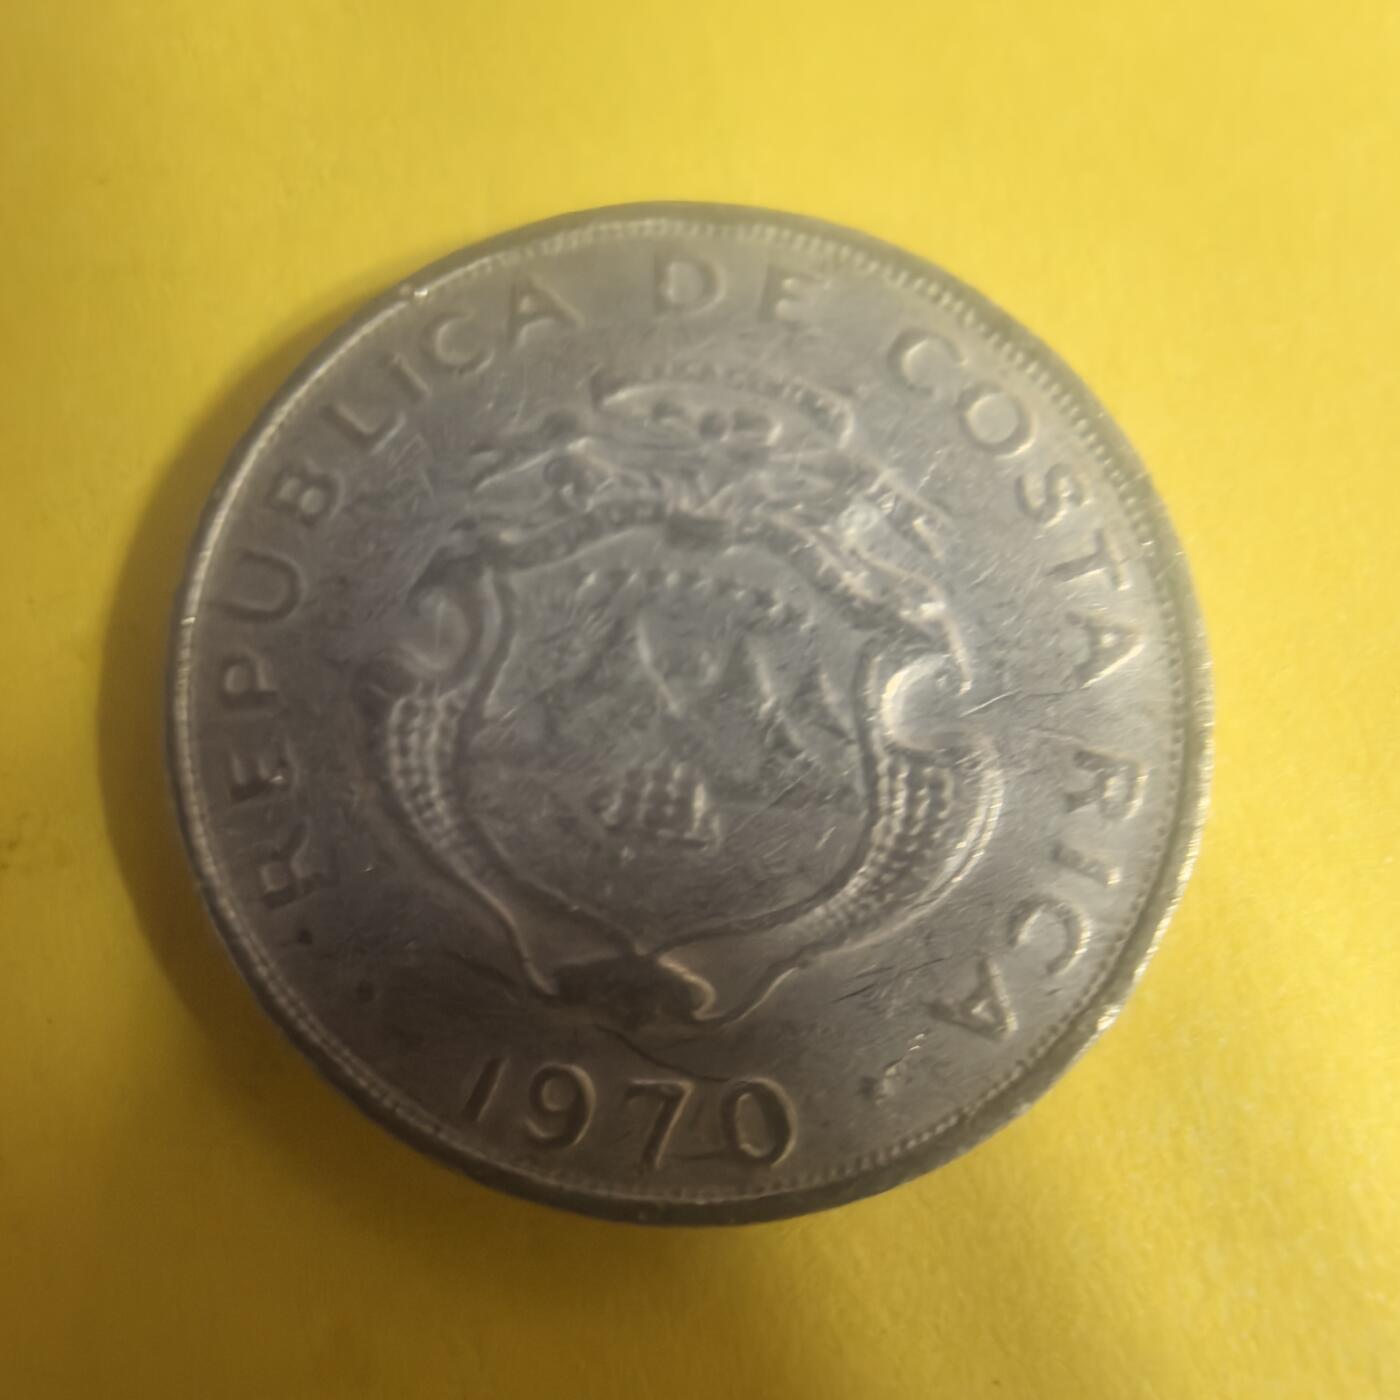 REPUBLICA DE COSTA RICA
1970